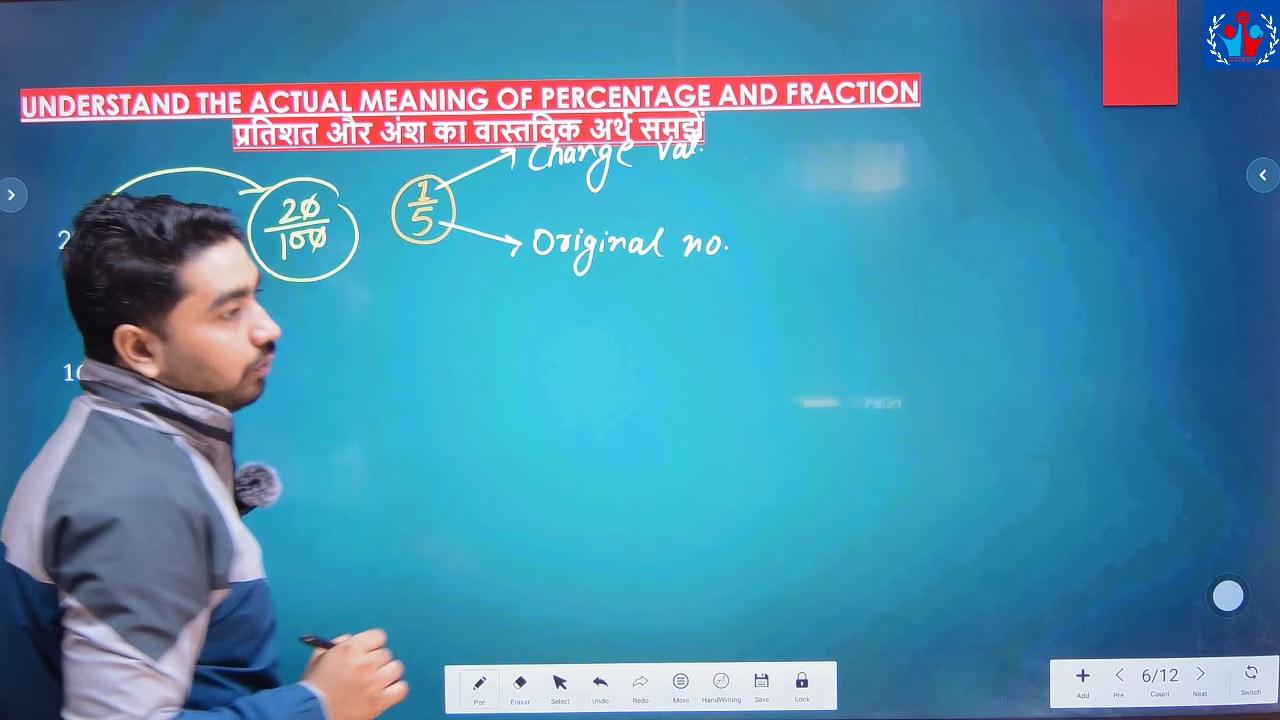 UNDERSTAND THE ACTUAL MEANING OF PERCENTAGE AND FRACTION
प्रतिशत और अंश का वास्तविक अर्थ समझें
Change val.
20/100
1/5
Original no.
2
16
Pen Eraser Select Undo Redo More HandWriting Save Lock
6/12
Add Pre. Count Next Switch